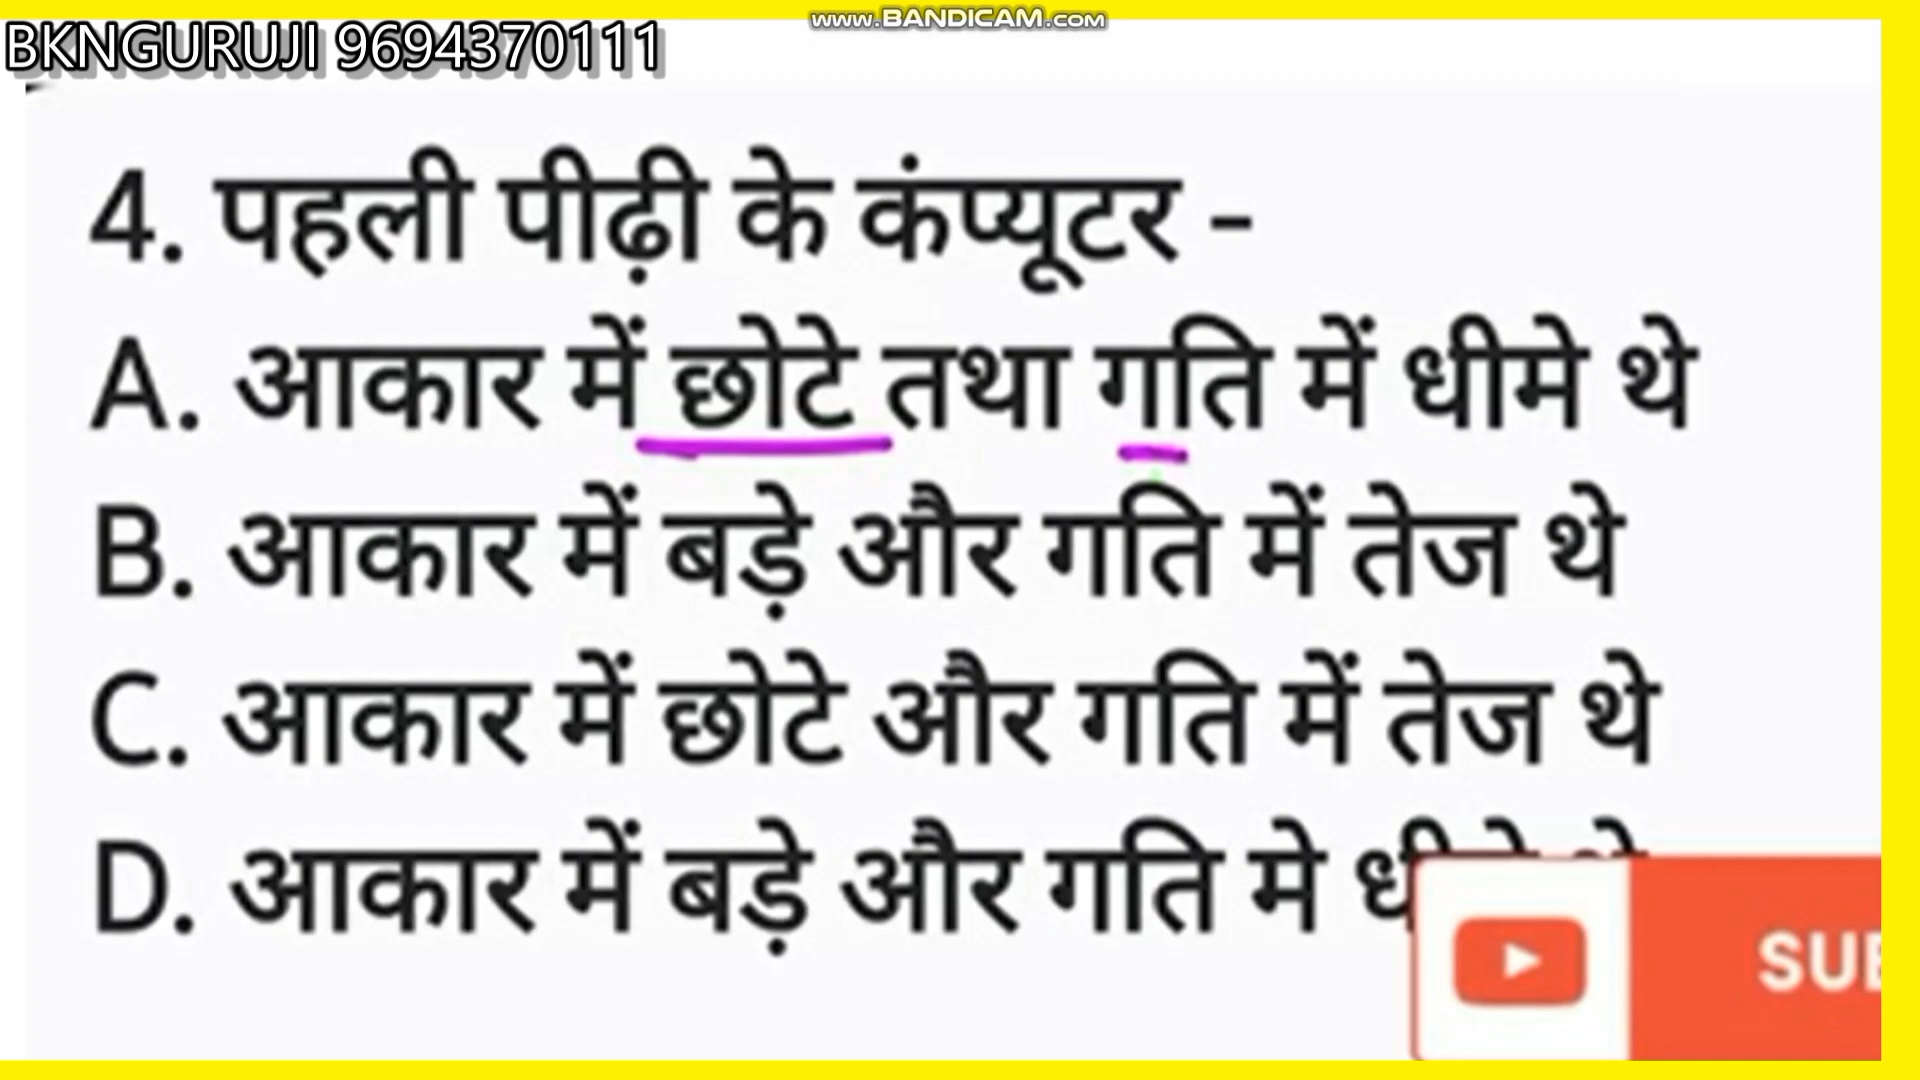 www.BANDICAM.com
BKNGURUJI 9694370111
4. पहली पीढ़ी के कंप्यूटर -
A. आकार में छोटे तथा गति में धीमे थे
B. आकार में बड़े और गति में तेज थे
C. आकार में छोटे और गति में तेज थे
D. आकार में बड़े और गति मे